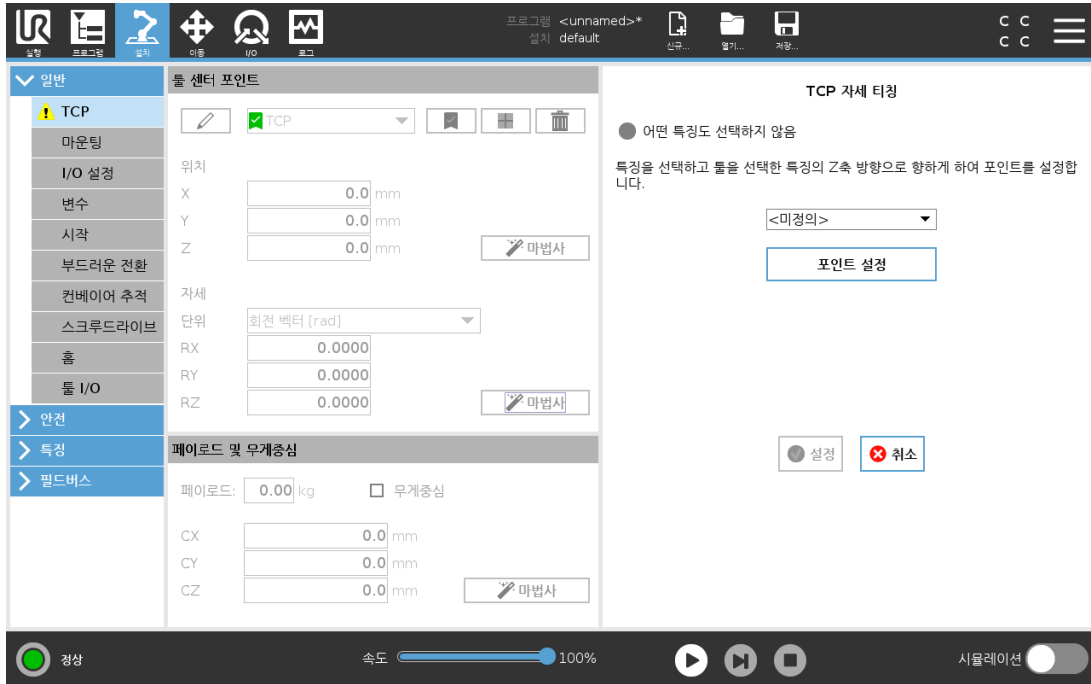 UR
실행
프로그램
설치
이동
I/O
로그
프로그램 <unnamed>*
설치 default
신규...
열기...
저장...
C C
C C
일반
TCP
마운팅
I/O 설정
변수
시작
부드러운 전환
컨베이어 추적
스크루드라이브
홈
툴 I/O
안전
특징
필드버스
툴 센터 포인트
TCP
위치
X 0.0 mm
Y 0.0 mm
Z 0.0 mm 마법사
자세
단위 회전 벡터 [rad]
RX 0.0000
RY 0.0000
RZ 0.0000 마법사
페이로드 및 무게중심
페이로드: 0.00 kg 무게중심
CX 0.0 mm
CY 0.0 mm
CZ 0.0 mm 마법사
TCP 자세 티칭
어떤 특징도 선택하지 않음
특징을 선택하고 툴을 선택한 특징의 Z축 방향으로 향하게 하여 포인트를 설정합
니다.
<미정의>
포인트 설정
설정 취소
정상
속도 100%
시뮬레이션